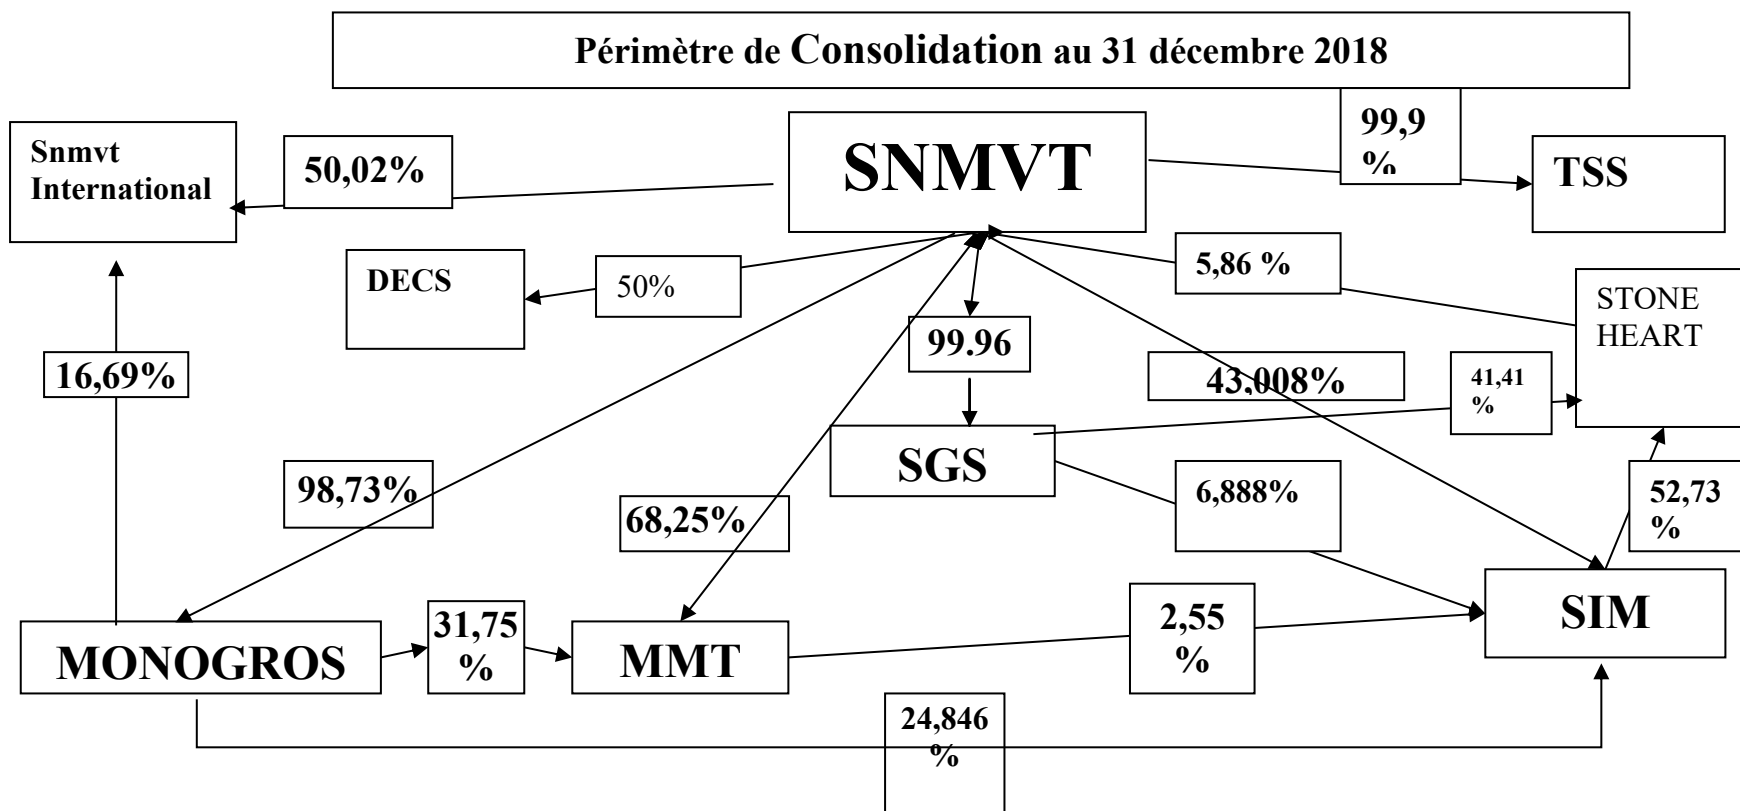 Périmètre de Consolidation au 31 décembre 2018
99,9
%
Snmvt
International
50,02%
SNMVT
TSS
DECS
50%
5,86 %
STONE
HEART
16,69%
99.96
43,008%
41,41
%
SGS
98,73%
68,25%
6,888%
52,73
%
MONOGROS
31,75
%
MMT
2,55
%
SIM
24,846
%